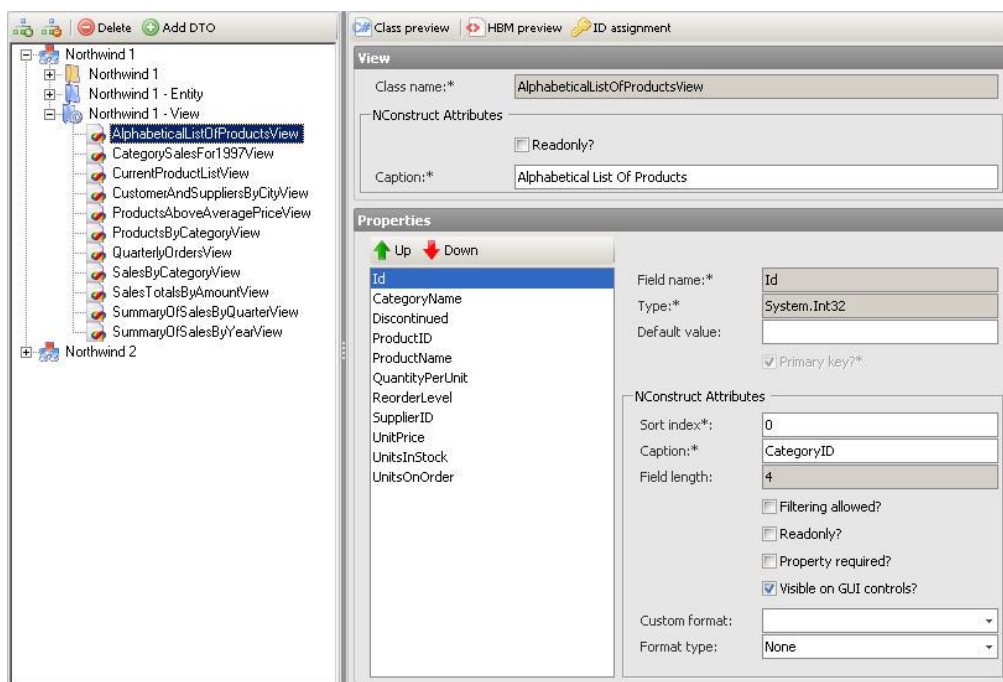 Delete Add DTO
Northwind 1
Northwind 1
Northwind 1 - Entity
Northwind 1 - View
AlphabeticalListOfProductsView
CategorySalesFor1997View
CurrentProductListView
CustomerAndSuppliersByCityView
ProductsAboveAveragePriceView
ProductsByCategoryView
QuarterlyOrdersView
SalesByCategoryView
SalesTotalsByAmountView
SummaryOfSalesByQuarterView
SummaryOfSalesByYearView
Northwind 2
C# Class preview HBM preview ID assignment
View
Class name:* AlphabeticalListOfProductsView
NConstruct Attributes
Readonly?
Caption:* Alphabetical List Of Products
Properties
Up Down
Id
CategoryName
Discontinued
ProductID
ProductName
QuantityPerUnit
ReorderLevel
SupplierID
UnitPrice
UnitsInStock
UnitsOnOrder
Field name:* Id
Type:* System.Int32
Default value:
Primary key?*
NConstruct Attributes
Sort index*: 0
Caption:* CategoryID
Field length: 4
Filtering allowed?
Readonly?
Property required?
Visible on GUI controls?
Custom format:
Format type: None